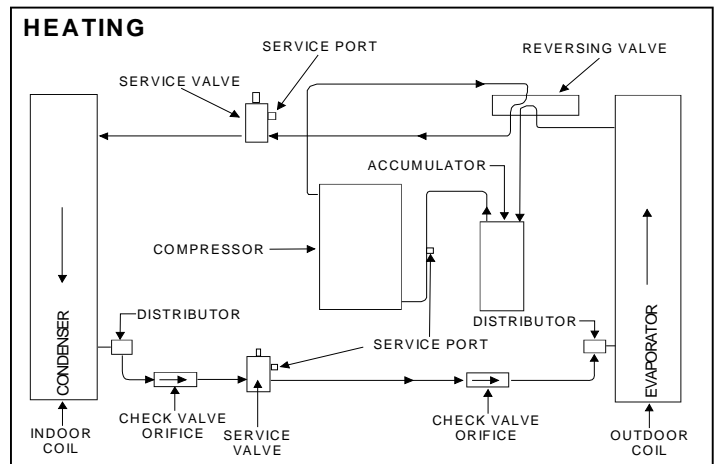 HEATING
SERVICE PORT
REVERSING VALVE
SERVICE VALVE
ACCUMULATOR
COMPRESSOR
DISTRIBUTOR
DISTRIBUTOR
CONDENSER
EVAPORATOR
SERVICE PORT
INDOOR
COIL
CHECK VALVE
ORIFICE
SERVICE
VALVE
CHECK VALVE
ORIFICE
OUTDOOR
COIL